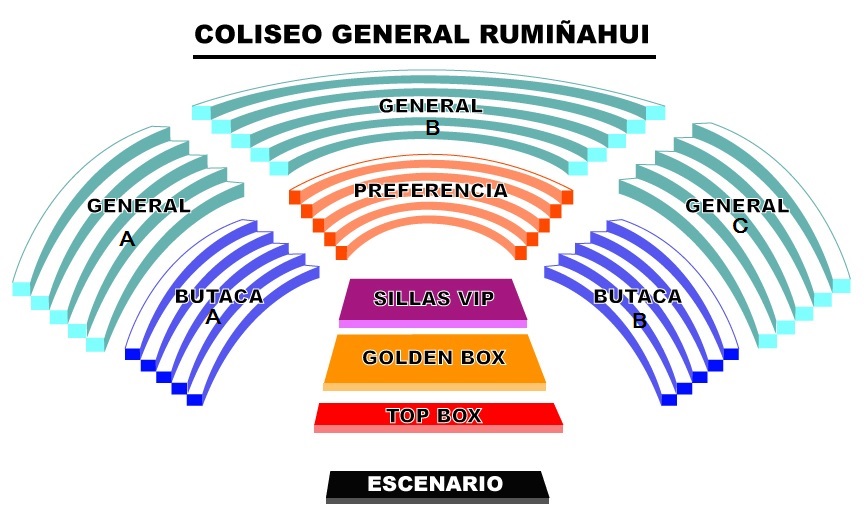 COLISEO GENERAL RUMIÑAHUI
GENERAL
B
PREFERENCIA
GENERAL
A
GENERAL
C
BUTACA
A
SILLAS VIP
BUTACA
B
GOLDEN BOX
TOP BOX
ESCENARIO